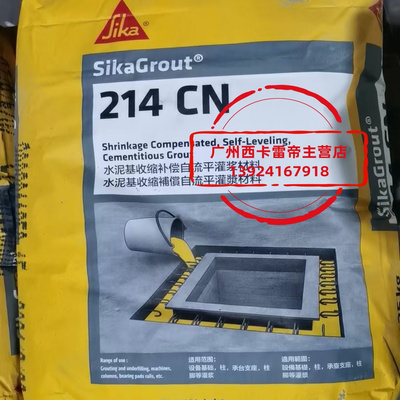 Sika
SikaGrout®
214 CN
Shrinkage Compensated, Self-Leveling,
Cementitious Grout
水泥基收缩补偿自流平灌浆材料
水泥基收縮補償自流平灌漿材料
广州西卡雷帝主营店
13924167918
Range of use:
Grouting and underfilling, machines,
columns, bearing pads rails, etc.
适用范围:
设备基础、柱、承台支座、柱
脚等灌浆
適用範圍:
設備基礎、柱、承臺支座、柱
腳等灌漿
SikaGrout